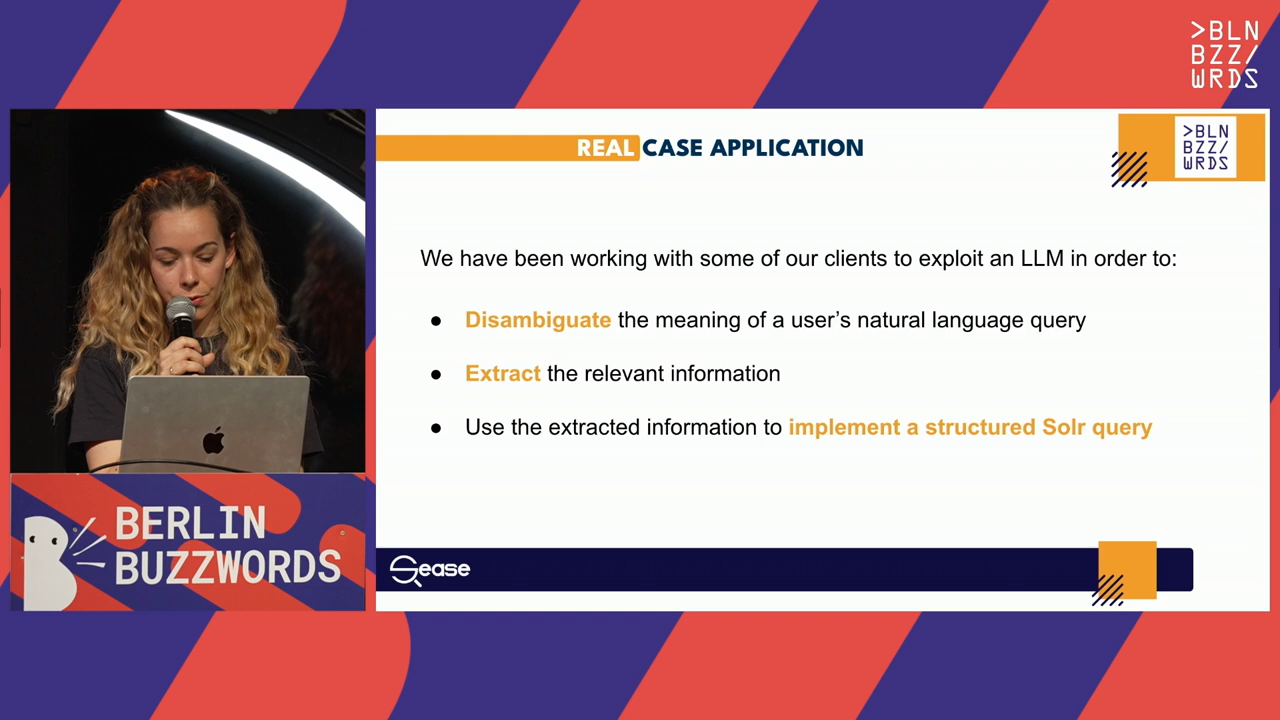 >BLN
BZZ/
WRDS
REAL CASE APPLICATION
>BLN
BZZ/
WRDS
We have been working with some of our clients to exploit an LLM in order to:
● Disambiguate the meaning of a user's natural language query
● Extract the relevant information
● Use the extracted information to implement a structured Solr query
BERLIN
BUZZWORDS
Sease